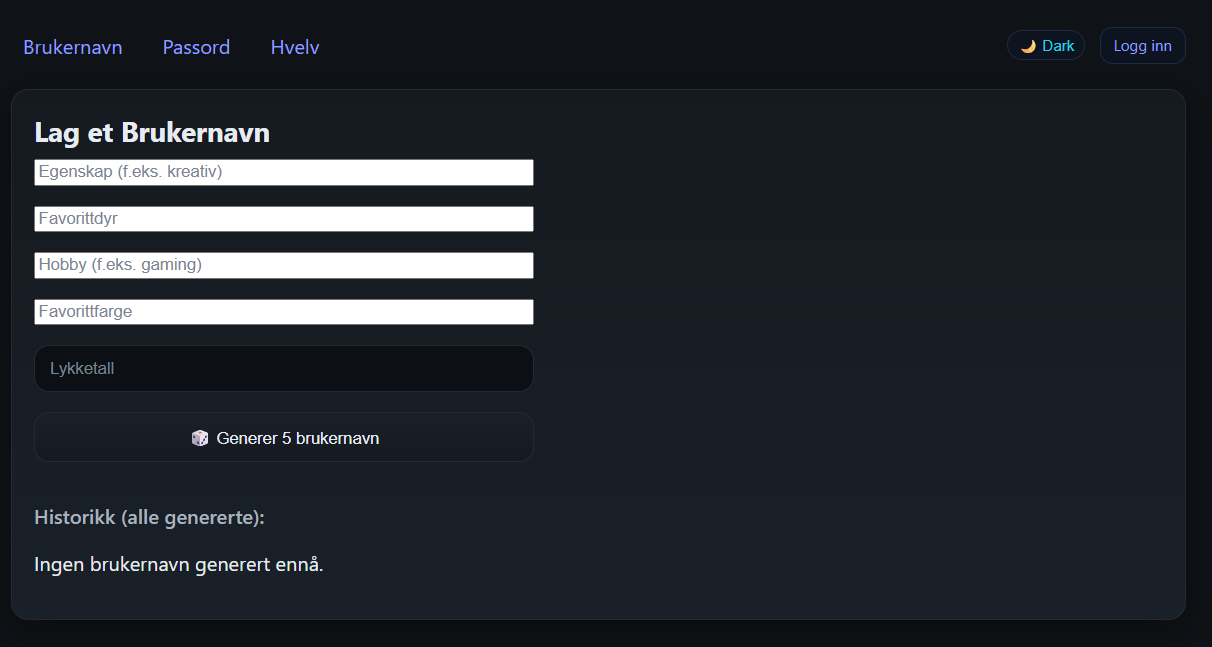 Brukernavn Passord Hvelv 🌙 Dark Logg inn
Lag et Brukernavn
Egenskap (f.eks. kreativ)
Favorittdyr
Hobby (f.eks. gaming)
Favorittfarge
Lykketall
🎲 Generer 5 brukernavn
Historikk (alle genererte):
Ingen brukernavn generert ennå.